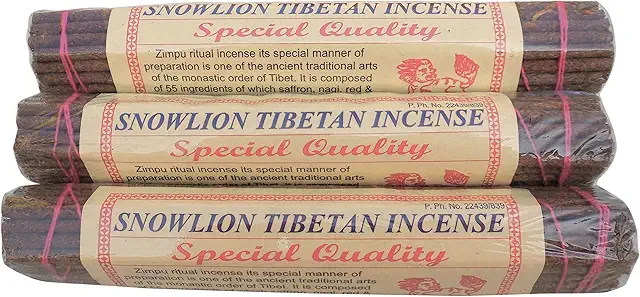 SNOWLION TIBETAN INCENSE
Special Quality
Zimpu ritual incense its special manner of
preparation is one of the ancient traditional arts
of the monastic order of Tibet. It is composed
of 55 ingredients of which saffron, nagi, red &
P. Ph. No. 22439/839
SNOWLION TIBETAN INCENSE
Special Quality
Zimpu ritual incense its special manner of
preparation is one of the ancient traditional arts
P. Ph. No. 22439/839
SNOWLION TIBETAN INCENSE
Special Quality
Zimpu ritual incense its special manner of
preparation is one of the ancient traditional arts
of the monastic order of Tibet. It is composed